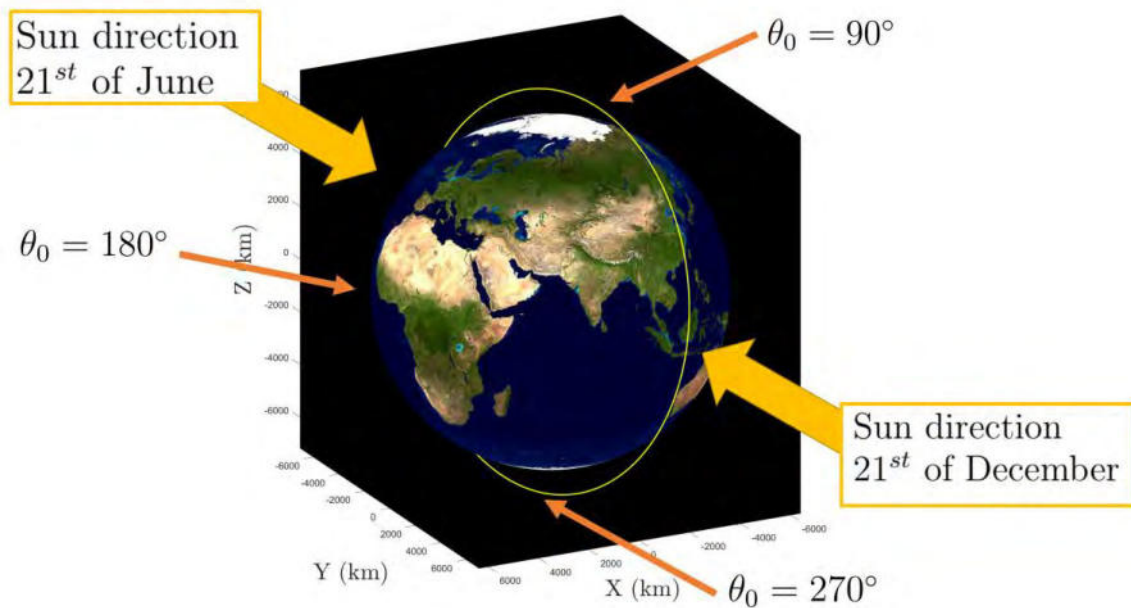 Sun direction
21st of June
θ₀ = 90°
4000
2000
0
-2000
-4000
-6000
Z (km)
θ₀ = 180°
Sun direction
21st of December
-6000
-4000
-2000
0
2000
4000
6000
Y (km)
6000
4000
2000
0
-2000
-4000
-6000
X (km)
θ₀ = 270°